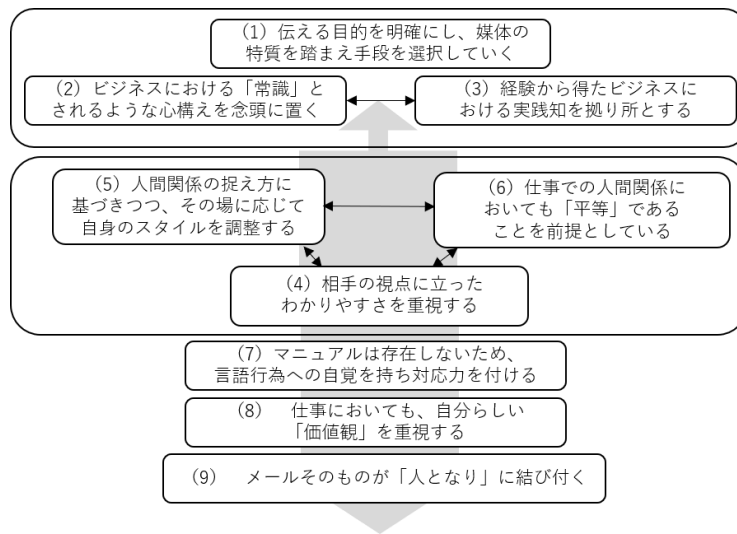 （1）伝える目的を明確にし、媒体の
特質を踏まえ手段を選択していく
（2）ビジネスにおける「常識」と
されるような心構えを念頭に置く
（3）経験から得たビジネスに
おける実践知を拠り所とする
（5）人間関係の捉え方に
基づきつつ、その場に応じて
自身のスタイルを調整する
（6）仕事での人間関係に
おいても「平等」である
ことを前提としている
（4）相手の視点に立った
わかりやすさを重視する
（7）マニュアルは存在しないため、
言語行為への自覚を持ち対応力を付ける
（8）　仕事においても、自分らしい
「価値観」を重視する
（9）　メールそのものが「人となり」に結び付く